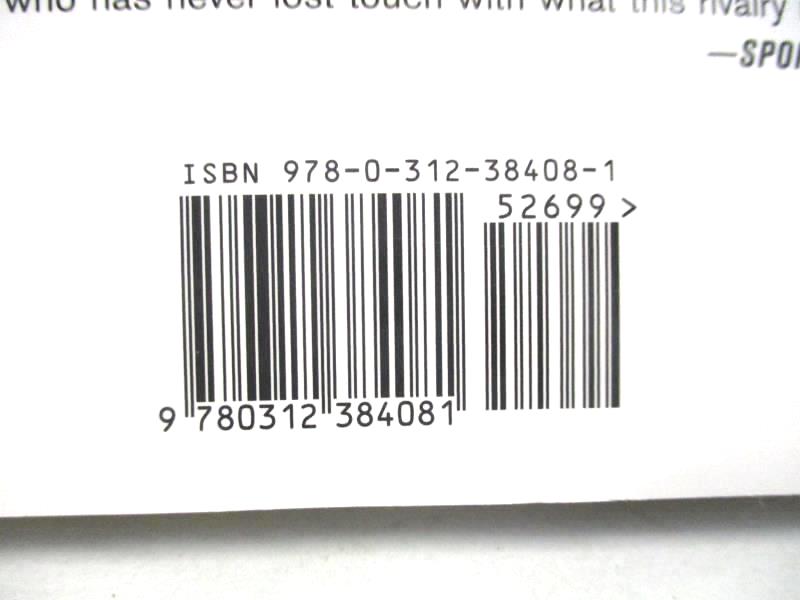 who has never lost touch with what this rivalry
—SPO
ISBN 978-0-312-38408-1
52699 >
9 780312 384081